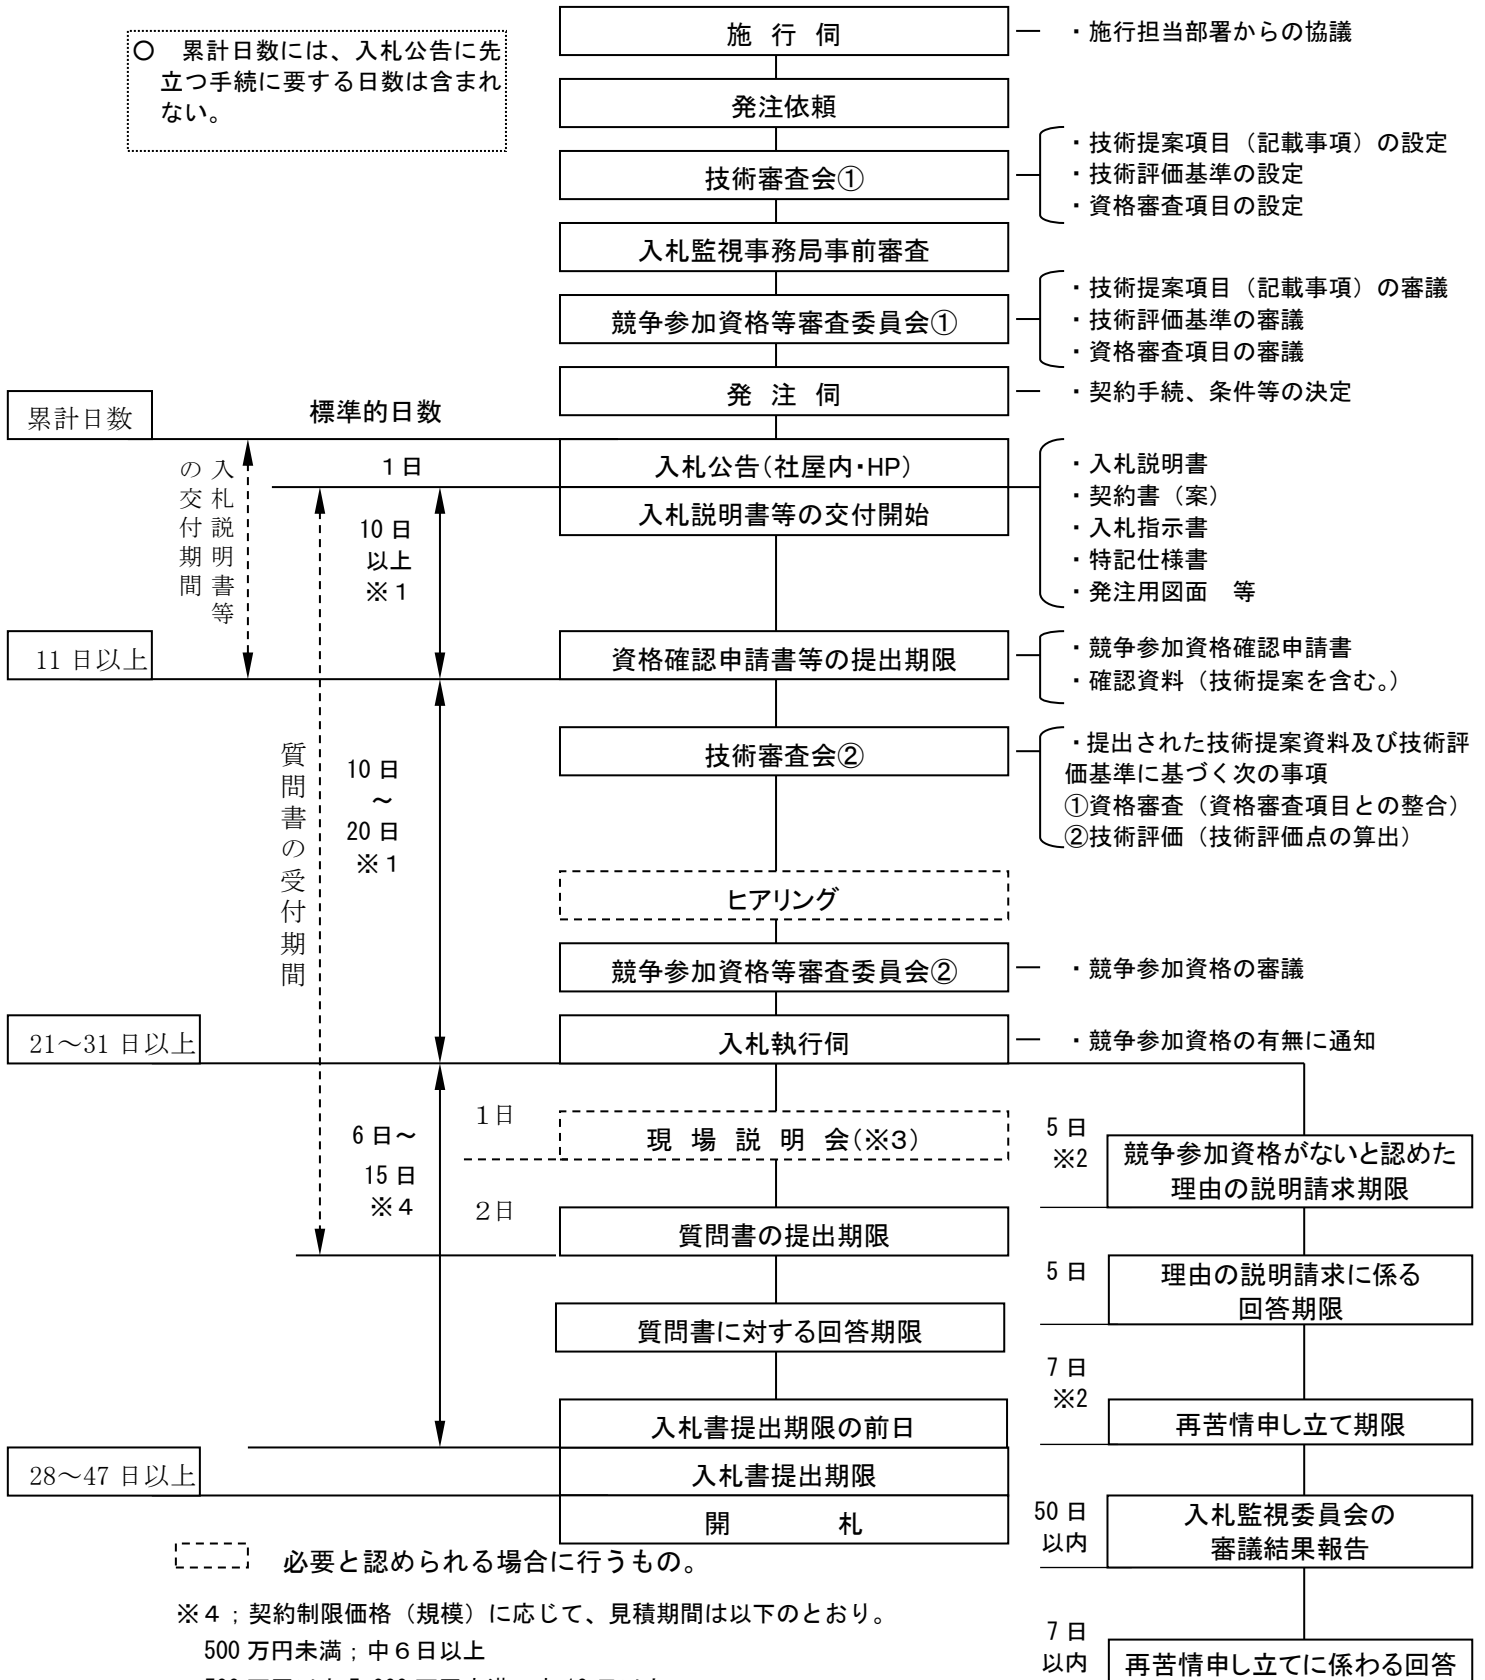 〇　累計日数には、入札公告に先
立つ手続に要する日数は含まれ
ない。
施　行　伺
・施行担当部署からの協議
発注依頼
技術審査会①
・技術提案項目（記載事項）の設定
・技術評価基準の設定
・資格審査項目の設定
入札監視事務局事前審査
競争参加資格等審査委員会①
・技術提案項目（記載事項）の審議
・技術評価基準の審議
・資格審査項目の審議
発　注　伺
・契約手続、条件等の決定
累計日数
標準的日数
入札説明書等
の交付期間
1日
入札公告（社屋内・HP）
入札説明書等の交付開始
・入札説明書
・契約書（案）
・入札指示書
・特記仕様書
・発注用図面　等
10日
以上
※1
11日以上
資格確認申請書等の提出期限
・競争参加資格確認申請書
・確認資料（技術提案を含む。）
質問書の受付期間
10日
～
20日
※1
技術審査会②
・提出された技術提案資料及び技術評
価基準に基づく次の事項
①資格審査（資格審査項目との整合）
②技術評価（技術評価点の算出）
ヒアリング
競争参加資格等審査委員会②
・競争参加資格の審議
21～31日以上
入札執行伺
・競争参加資格の有無に通知
6日～
15日
※4
1日
現　場　説　明　会（※3）
2日
質問書の提出期限
質問書に対する回答期限
入札書提出期限の前日
28～47日以上
入札書提出期限
開　　　　札
5日
※2
競争参加資格がないと認めた
理由の説明請求期限
5日
理由の説明請求に係る
回答期限
7日
※2
再苦情申し立て期限
50日
以内
入札監視委員会の
審議結果報告
7日
以内
再苦情申し立てに係わる回答
必要と認められる場合に行うもの。
※4；契約制限価格（規模）に応じて、見積期間は以下のとおり。
500万円未満；中6日以上